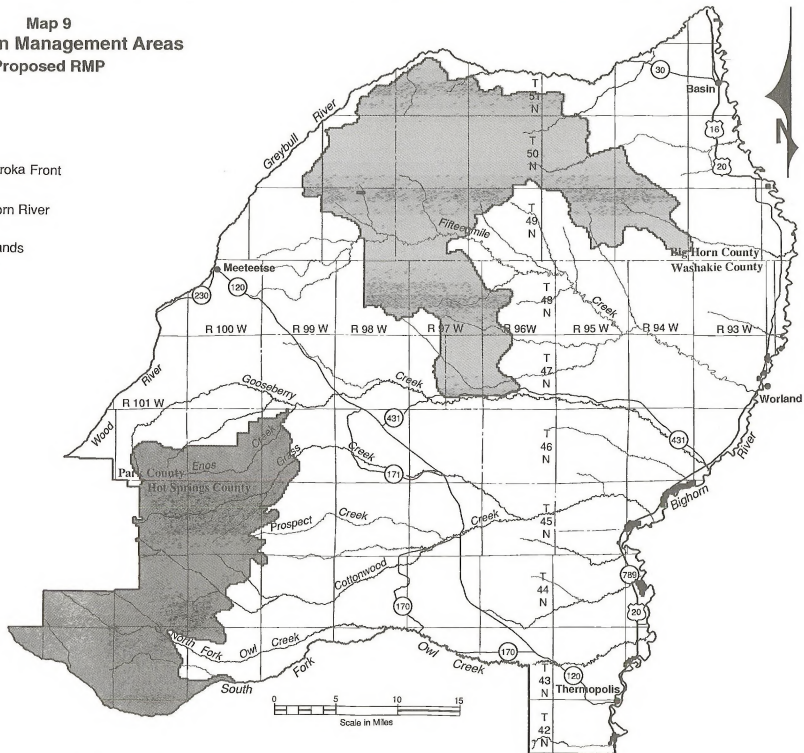 Map 9
n Management Areas
Proposed RMP
roka Front
orn River
ands
Greybull River
T 51 N
30
Basin
16
20
T 50 N
N
T 49 N
Fifteenmile
Creek
Big Horn County
Washakie County
Meeteetse
230
120
T 48 N
R 100 W
R 99 W
R 98 W
R 97 W
R 96W
R 95 W
R 94 W
R 93 W
T 47 N
Wood River
R 101 W
Gooseberry
Creek
Worland
431
431
River
Bighorn
T 46 N
Enos
Creek
Grass
Creek
171
Park County
Hot Springs County
T 45 N
Prospect
Creek
Creek
Cottonwood
T 44 N
789
20
170
North Fork
Owl Creek
South
Fork
Owl
Creek
170
T 43 N
120
Thermopolis
T 42 N
0 5 10 15
Scale in Miles